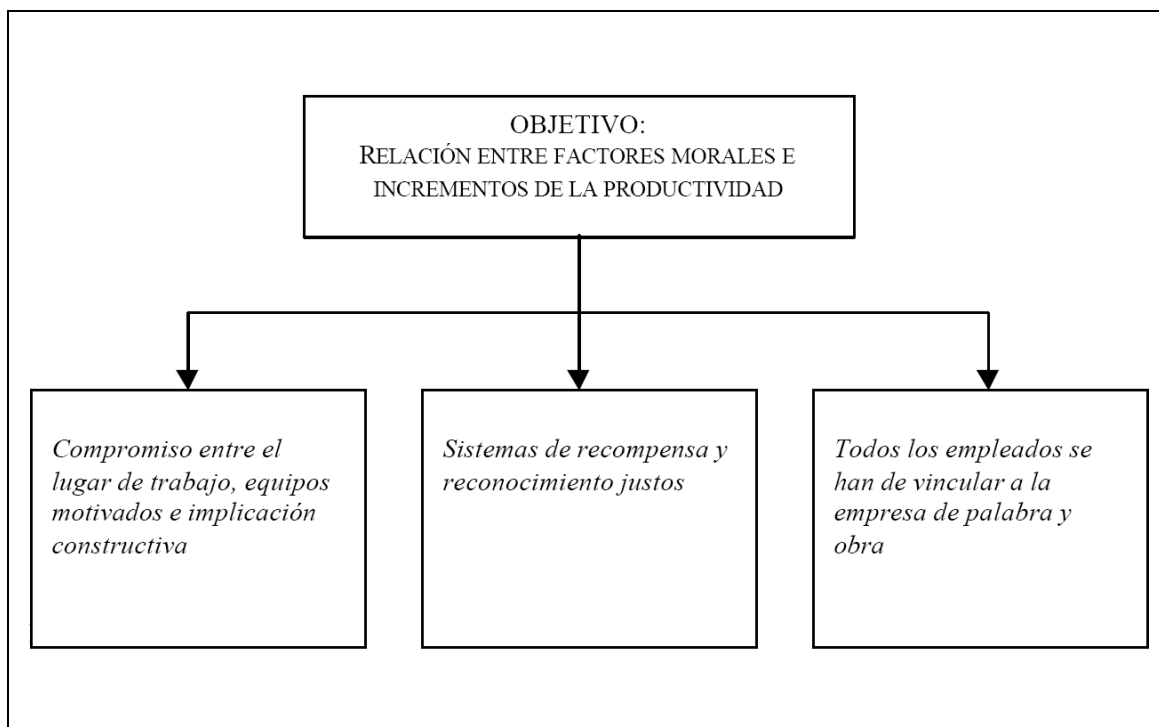 OBJETIVO:
RELACIÓN ENTRE FACTORES MORALES E
INCREMENTOS DE LA PRODUCTIVIDAD
Compromiso entre el
lugar de trabajo, equipos
motivados e implicación
constructiva
Sistemas de recompensa y
reconocimiento justos
Todos los empleados se
han de vincular a la
empresa de palabra y
obra